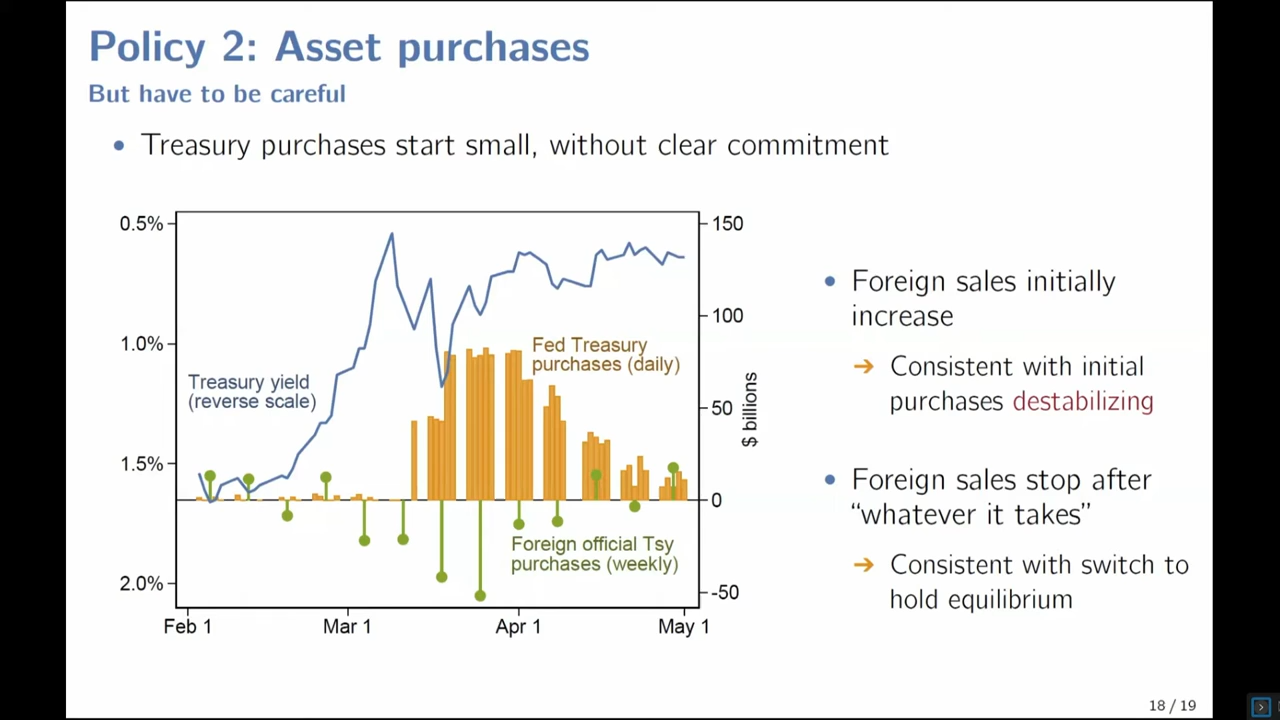 Policy 2: Asset purchases
But have to be careful
• Treasury purchases start small, without clear commitment
0.5%
1.0%
1.5%
2.0%
150
100
50
0
-50
$ billions
Treasury yield
(reverse scale)
Fed Treasury
purchases (daily)
Foreign official Tsy
purchases (weekly)
Feb 1
Mar 1
Apr 1
May 1
• Foreign sales initially
increase
➔ Consistent with initial
purchases destabilizing
• Foreign sales stop after
“whatever it takes”
➔ Consistent with switch to
hold equilibrium
18 / 19